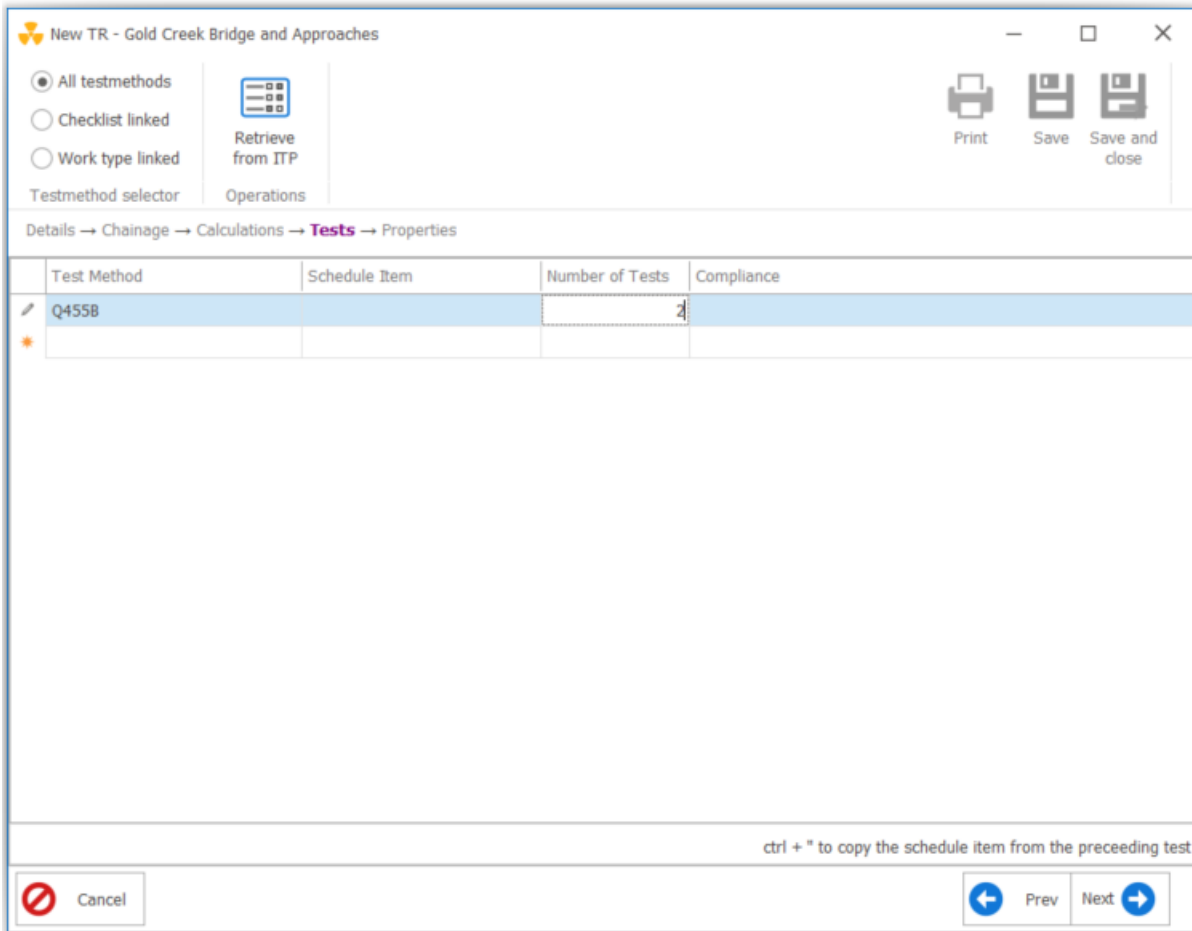 New TR - Gold Creek Bridge and Approaches
All testmethods
Checklist linked
Work type linked
Testmethod selector
Retrieve
from ITP
Operations
Print
Save
Save and
close
Details → Chainage → Calculations → Tests → Properties
Test Method Schedule Item Number of Tests Compliance
Q455B 2
ctrl + " to copy the schedule item from the preceeding test
Cancel
Prev
Next